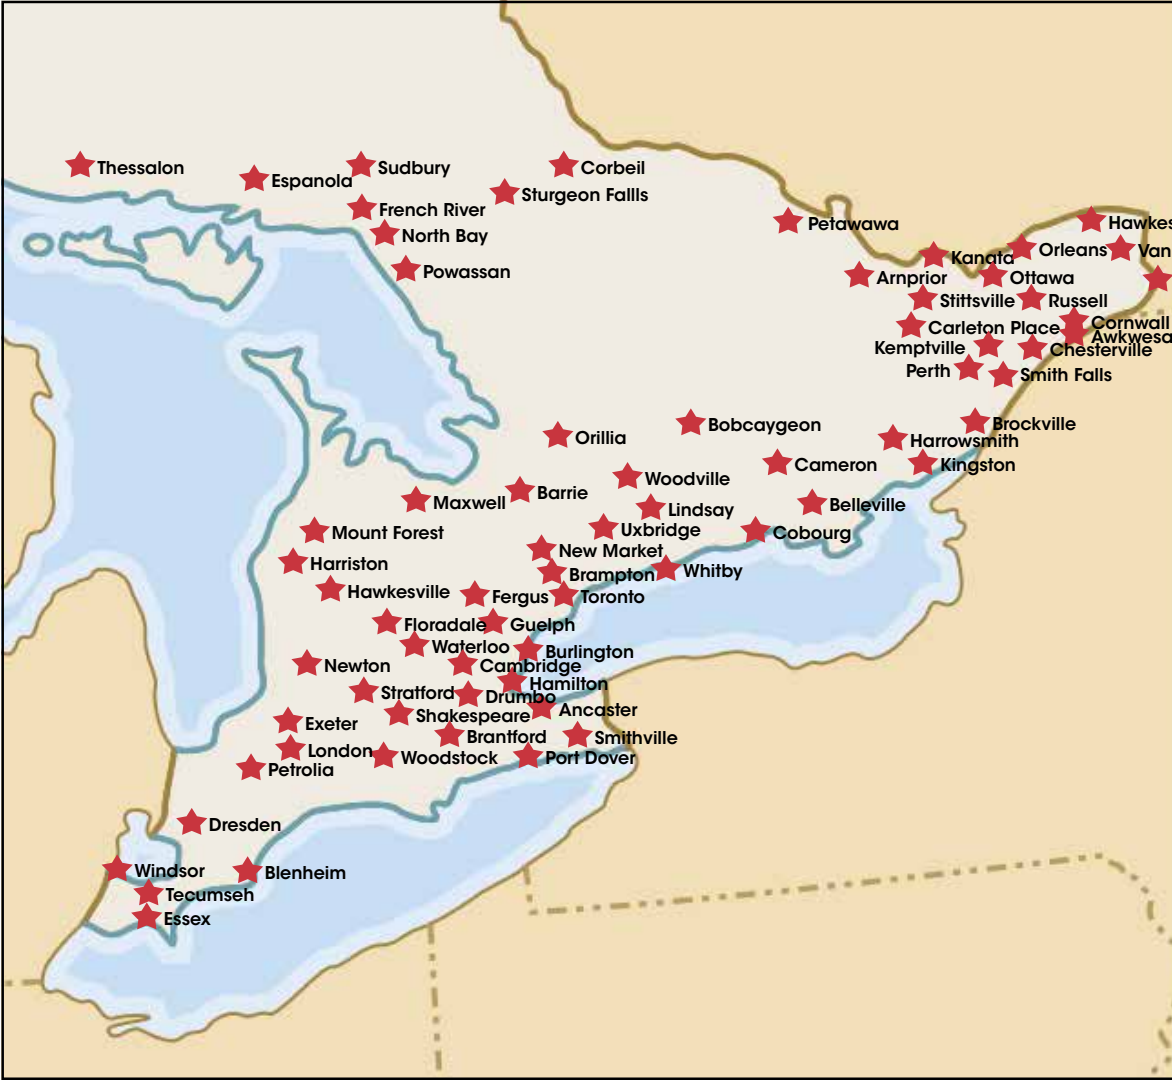 Thessalon
Sudbury
Corbeil
Espanola
Sturgeon Fallls
French River
Petawawa
Hawkes
North Bay
Orleans
Van
Kanata
Powassan
Arnprior
Ottawa
Stittsville
Russell
Cornwall
Carleton Place
Awkwesa
Kemptville
Chesterville
Perth
Smith Falls
Bobcaygeon
Brockville
Orillia
Harrowsmith
Cameron
Kingston
Woodville
Barrie
Maxwell
Belleville
Lindsay
Uxbridge
Mount Forest
Cobourg
New Market
Harriston
Brampton
Whitby
Hawkesville
Fergus
Toronto
Floradale
Guelph
Waterloo
Burlington
Newton
Cambridge
Hamilton
Stratford
Drumbo
Ancaster
Shakespeare
Exeter
Brantford
Smithville
London
Woodstock
Port Dover
Petrolia
Dresden
Windsor
Blenheim
Tecumseh
Essex